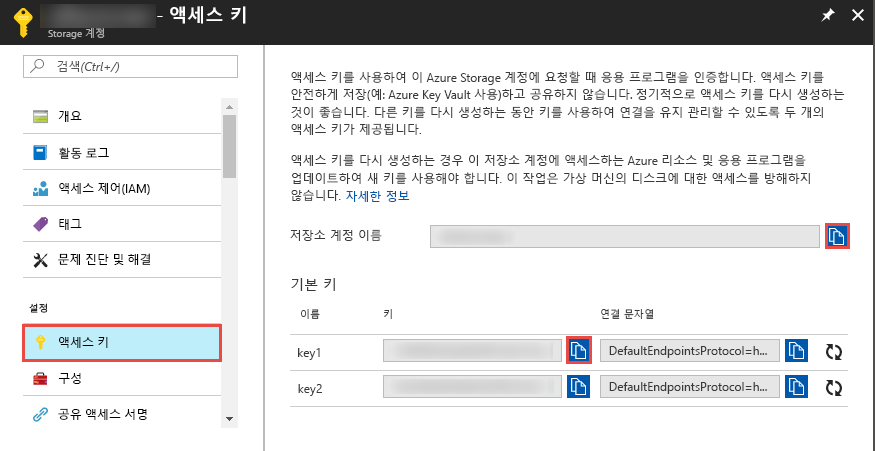 - 액세스 키
Storage 계정
검색(Ctrl+/)
개요
활동 로그
액세스 제어(IAM)
태그
문제 진단 및 해결
설정
액세스 키
구성
공유 액세스 서명
액세스 키를 사용하여 이 Azure Storage 계정에 요청할 때 응용 프로그램을 인증합니다. 액세스 키를
안전하게 저장(예: Azure Key Vault 사용)하고 공유하지 않습니다. 정기적으로 액세스 키를 다시 생성하는
것이 좋습니다. 다른 키를 다시 생성하는 동안 키를 사용하여 연결을 유지 관리할 수 있도록 두 개의
액세스 키가 제공됩니다.
액세스 키를 다시 생성하는 경우 이 저장소 계정에 액세스하는 Azure 리소스 및 응용 프로그램을
업데이트하여 새 키를 사용해야 합니다. 이 작업은 가상 머신의 디스크에 대한 액세스를 방해하지
않습니다. 자세한 정보
저장소 계정 이름
기본 키
이름 키 연결 문자열
key1 DefaultEndpointsProtocol=h...
key2 DefaultEndpointsProtocol=h...